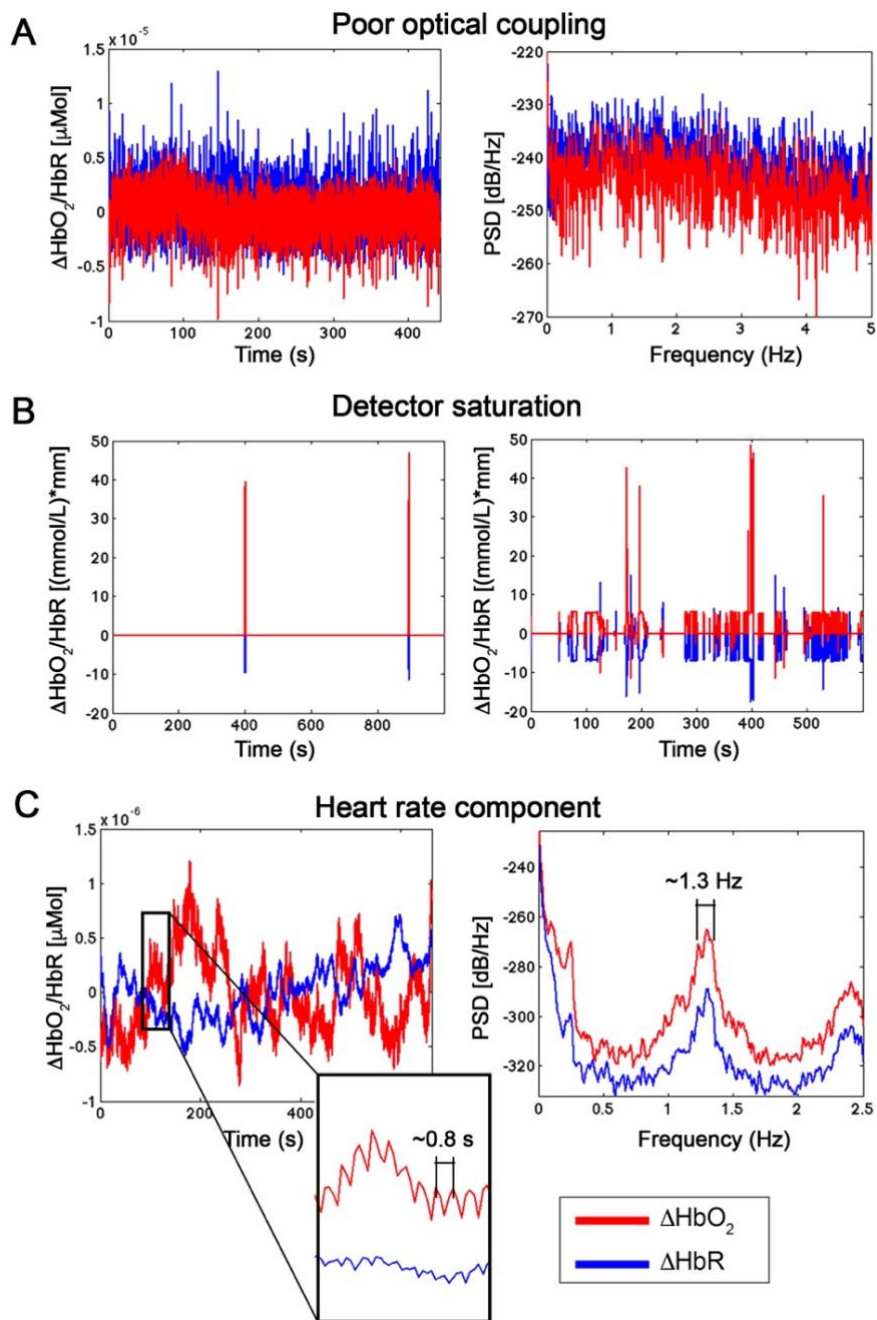 A
Poor optical coupling
x 10⁻⁵
1.5
1
0.5
0
-0.5
-1
ΔHbO₂/HbR [µMol]
0 100 200 300 400
Time (s)
-220
-230
-240
-250
-260
-270
PSD [dB/Hz]
0 1 2 3 4 5
Frequency (Hz)
B
Detector saturation
50
40
30
20
10
0
-10
-20
ΔHbO₂/HbR [(mmol/L)*mm]
0 200 400 600 800
Time (s)
50
40
30
20
10
0
-10
-20
ΔHbO₂/HbR [(mmol/L)*mm]
0 100 200 300 400 500
Time (s)
C
Heart rate component
x 10⁻⁶
1.5
1
0.5
0
-0.5
-1
ΔHbO₂/HbR [µMol]
0 200 400
Time (s)
~0.8 s
~1.3 Hz
-240
-260
-280
-300
-320
PSD [dB/Hz]
0 0.5 1 1.5 2 2.5
Frequency (Hz)
ΔHbO₂
ΔHbR